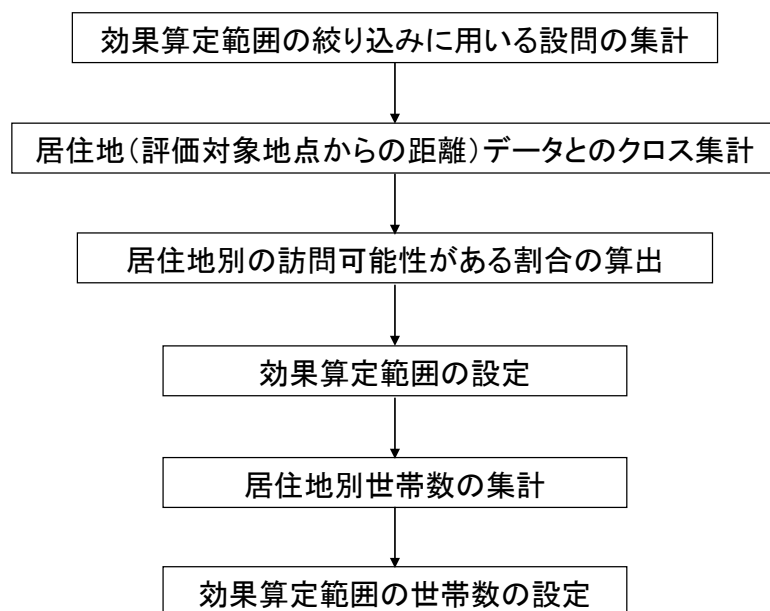 効果算定範囲の絞り込みに用いる設問の集計
居住地（評価対象地点からの距離）データとのクロス集計
居住地別の訪問可能性がある割合の算出
効果算定範囲の設定
居住地別世帯数の集計
効果算定範囲の世帯数の設定